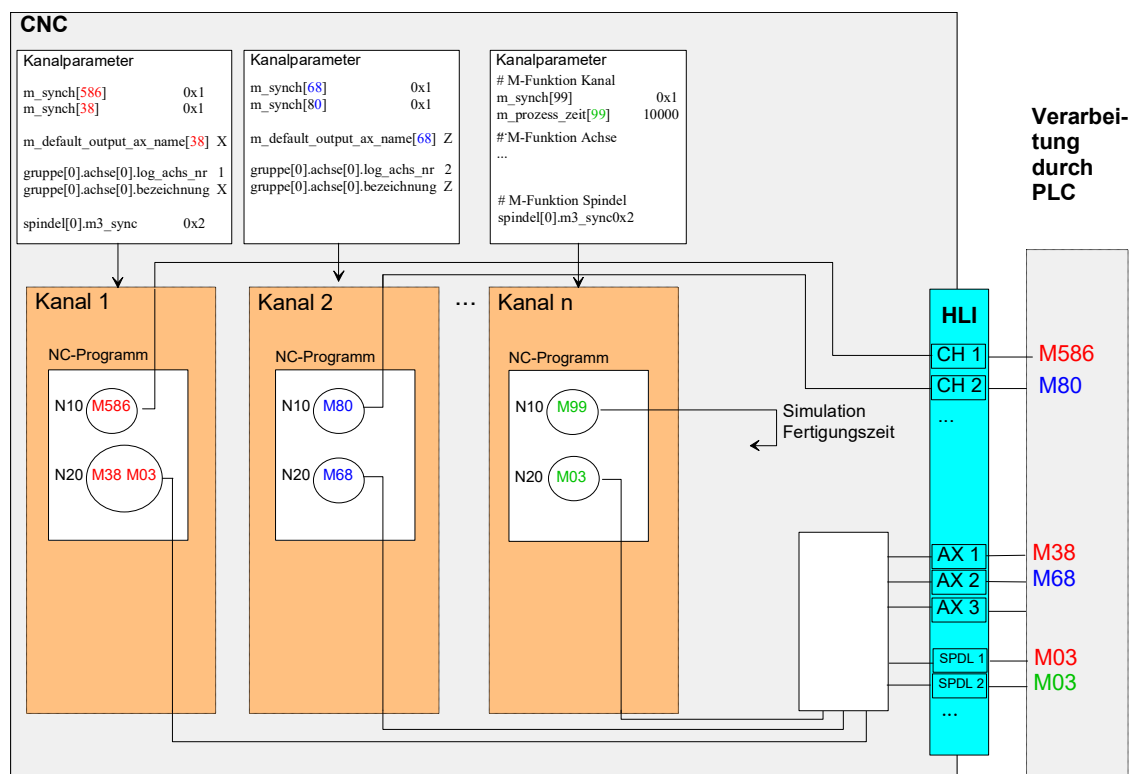 CNC
Kanalparameter
m_synch[586] 0x1
m_synch[38] 0x1
m_default_output_ax_name[38] X
gruppe[0].achse[0].log_achs_nr 1
gruppe[0].achse[0].bezeichnung X
spindel[0].m3_sync 0x2
Kanalparameter
m_synch[68] 0x1
m_synch[80] 0x1
m_default_output_ax_name[68] Z
gruppe[0].achse[0].log_achs_nr 2
gruppe[0].achse[0].bezeichnung Z
Kanalparameter
# M-Funktion Kanal
m_synch[99] 0x1
m_prozess_zeit[99] 10000
# M-Funktion Achse
...
# M-Funktion Spindel
spindel[0].m3_sync0x2
Verarbei-
tung
durch
PLC
Kanal 1
NC-Programm
N10 M586
N20 M38 M03
Kanal 2
NC-Programm
N10 M80
N20 M68
...
Kanal n
NC-Programm
N10 M99
N20 M03
Simulation
Fertigungszeit
HLI
CH 1 M586
CH 2 M80
...
AX 1 M38
AX 2 M68
AX 3
SPDL 1 M03
SPDL 2 M03
...